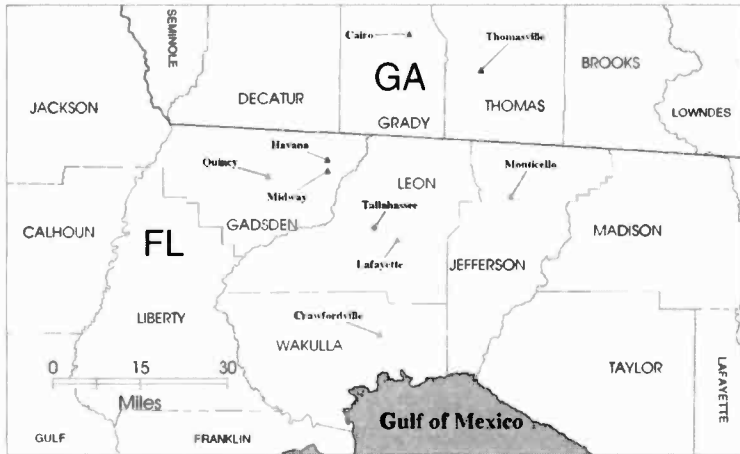 SEMINOLE
Cairo
Thomasville
GA
BROOKS
JACKSON
DECATUR
THOMAS
LOWNDES
GRADY
Havana
Quincy
Monticello
LEON
Midway
Tallahassee
GADSDEN
CALHOUN
FL
MADISON
Lafayette
JEFFERSON
LIBERTY
Crawfordville
WAKULLA
0 15 30
Miles
TAYLOR
LAFAYETTE
Gulf of Mexico
GULF
FRANKLIN